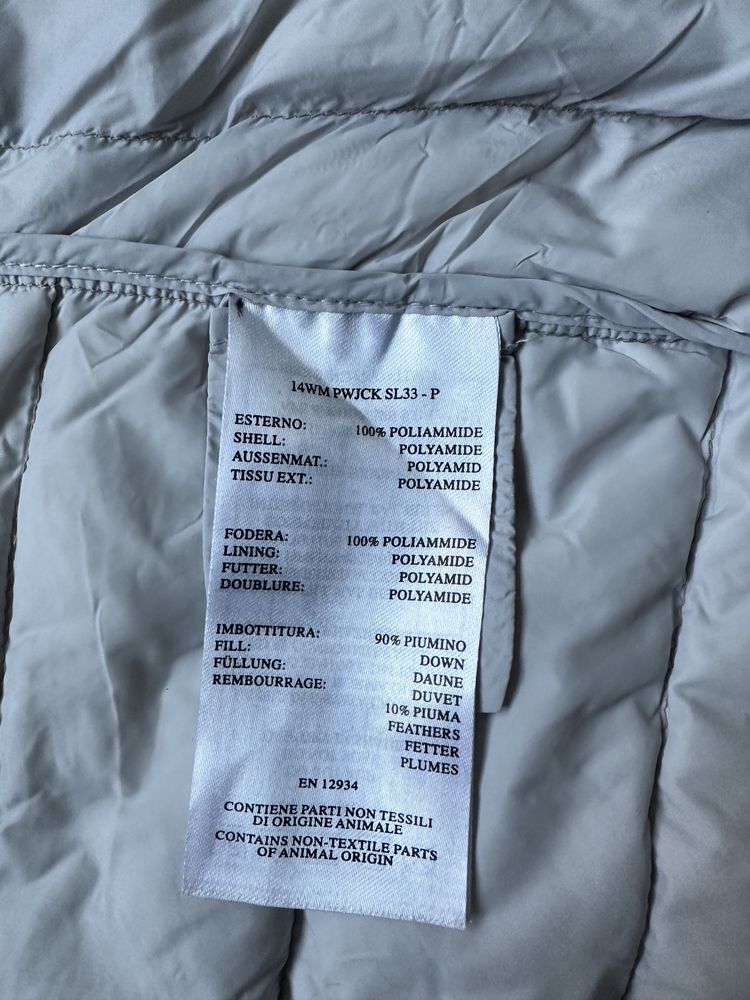 14WM PWJCK SL33 - P
ESTERNO: 100% POLIAMMIDE
SHELL: POLYAMIDE
AUSSENMAT.: POLYAMID
TISSU EXT.: POLYAMIDE
FODERA: 100% POLIAMMIDE
LINING: POLYAMIDE
FUTTER: POLYAMID
DOUBLURE: POLYAMIDE
IMBOTTITURA: 90% PIUMINO
FILL: DOWN
FÜLLUNG: DAUNE
REMBOURRAGE: DUVET
10% PIUMA
FEATHERS
FETTER
PLUMES
EN 12934
CONTIENE PARTI NON TESSILI
DI ORIGINE ANIMALE
CONTAINS NON-TEXTILE PARTS
OF ANIMAL ORIGIN